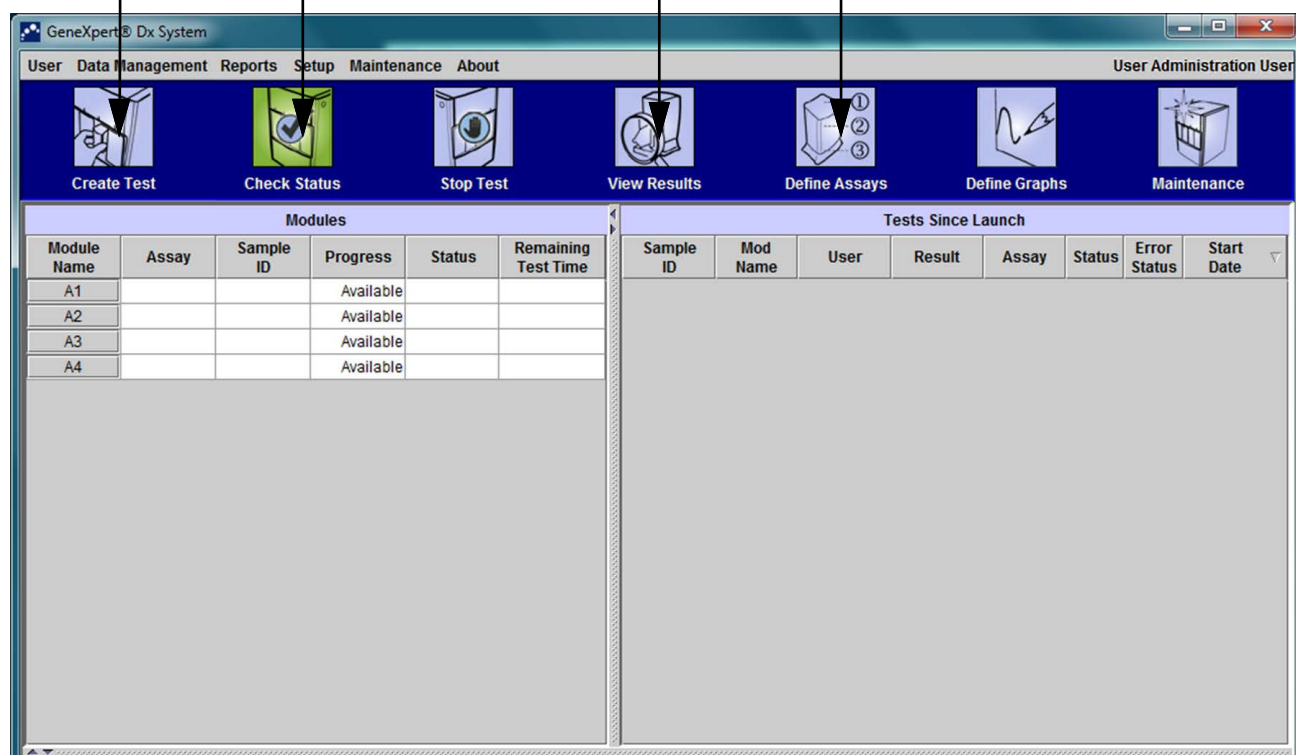 GeneXpert® Dx System
User Data Management Reports Setup Maintenance About User Administration User
① ② ③
Create Test Check Status Stop Test View Results Define Assays Define Graphs Maintenance
Modules Tests Since Launch
Module Name Assay Sample ID Progress Status Remaining Test Time Sample ID Mod Name User Result Assay Status Error Status Start Date
A1 Available
A2 Available
A3 Available
A4 Available